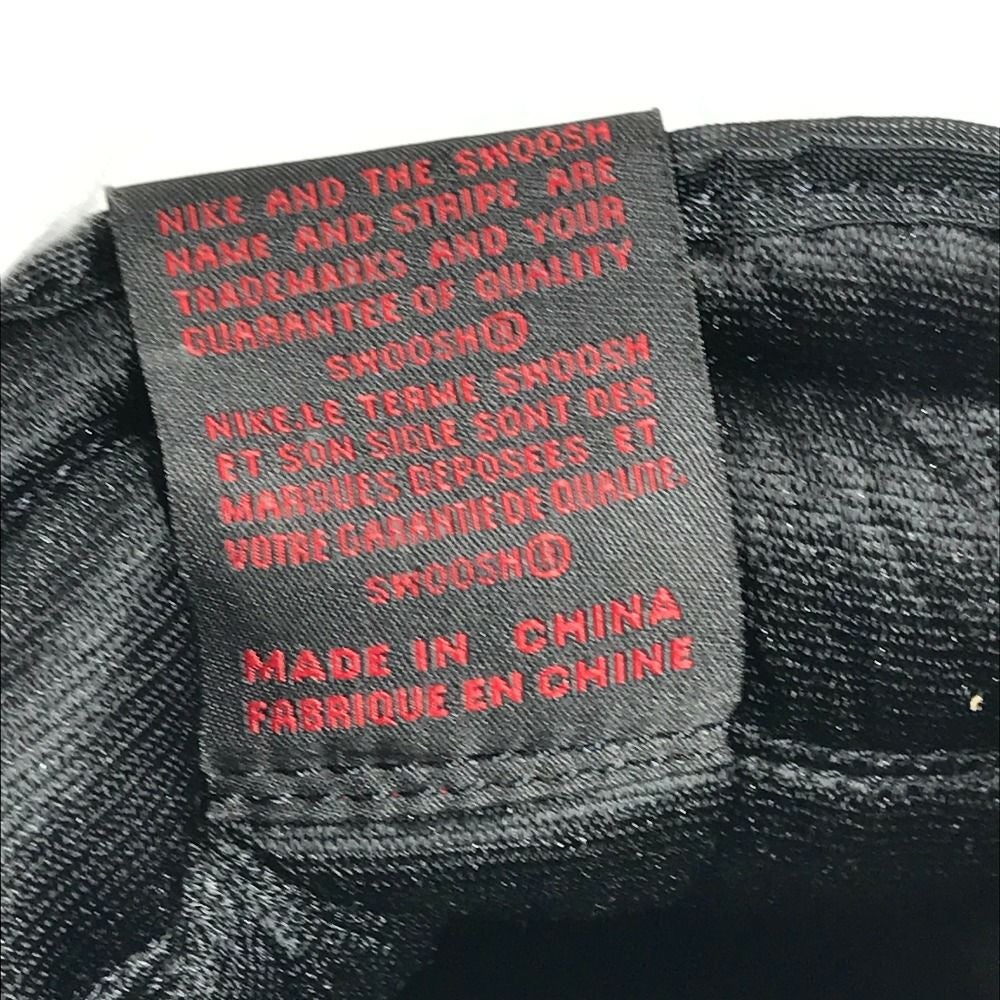 NIKE AND THE SWOOSH
NAME AND STRIPE ARE
TRADEMARKS AND YOUR
GUARANTEE OF QUALITY
SWOOSH®
NIKE.LE TERME SWOOSH
ET SON SIGLE SONT DES
MARQUES DEPOSEES ET
VOTRE GARANTIE DE QUALITE.
SWOOSH®
MADE IN CHINA
FABRIQUE EN CHINE